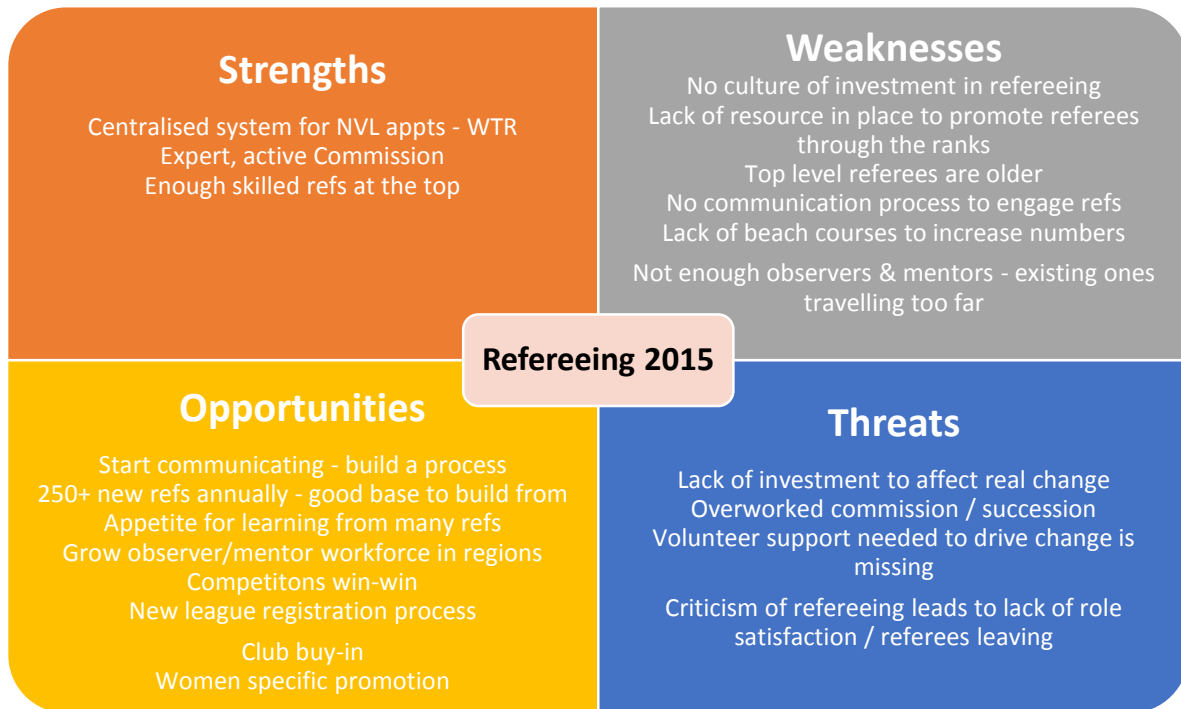 Strengths
Centralised system for NVL appts - WTR
Expert, active Commission
Enough skilled refs at the top
Weaknesses
No culture of investment in refereeing
Lack of resource in place to promote referees
through the ranks
Top level referees are older
No communication process to engage refs
Lack of beach courses to increase numbers
Not enough observers & mentors - existing ones
travelling too far
Refereeing 2015
Opportunities
Start communicating - build a process
250+ new refs annually - good base to build from
Appetite for learning from many refs
Grow observer/mentor workforce in regions
Competitons win-win
New league registration process
Club buy-in
Women specific promotion
Threats
Lack of investment to affect real change
Overworked commission / succession
Volunteer support needed to drive change is
missing
Criticism of refereeing leads to lack of role
satisfaction / referees leaving